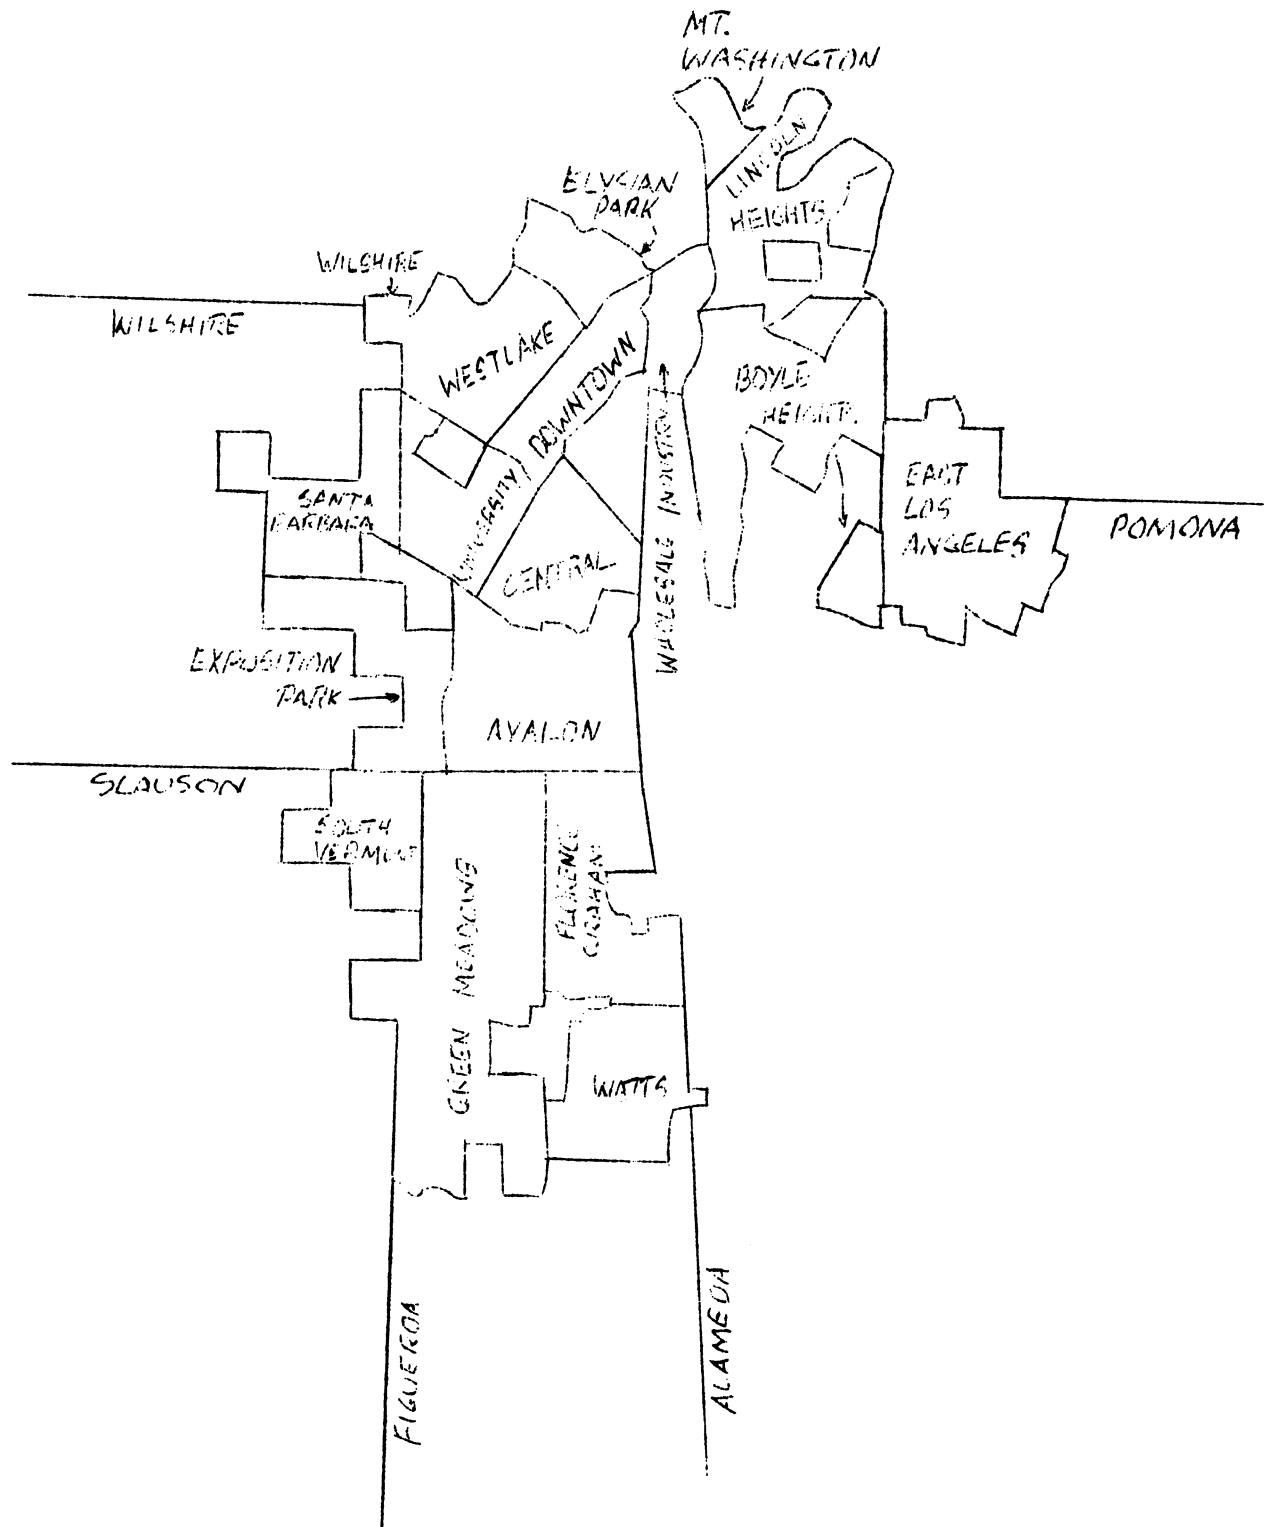 MT.
WASHINGTON
LINCOLN
HEIGHTS
ELYSIAN
PARK
WILSHIRE
WILSHIRE
WESTLAKE
DOWNTOWN
BOYLE
HEIGHTS
EAST
LOS
ANGELES
POMONA
SANTA
BARBARA
UNIVERSITY
CENTRAL
WHOLESALE INDUSTRY
EXPOSITION
PARK
AVALON
SLAUSON
SOUTH
VERMONT
GREEN MEADOWS
FLORENCE
GRAHAM
WATTS
FIGUEROA
ALAMEDA